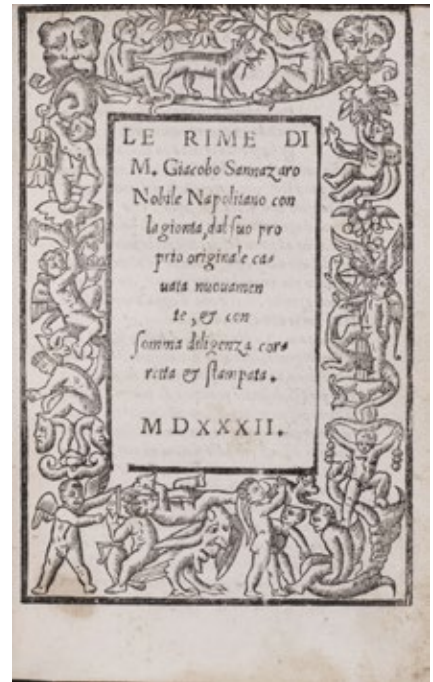 LE RIME DI
M. Giacobo Sannazaro
Nobile Napolitano con
la gionta, dal suo pro
prio originale ca-
uata nuouamen
te, & con
somma diligenza cor-
retta & stampata.
MDXXXII.